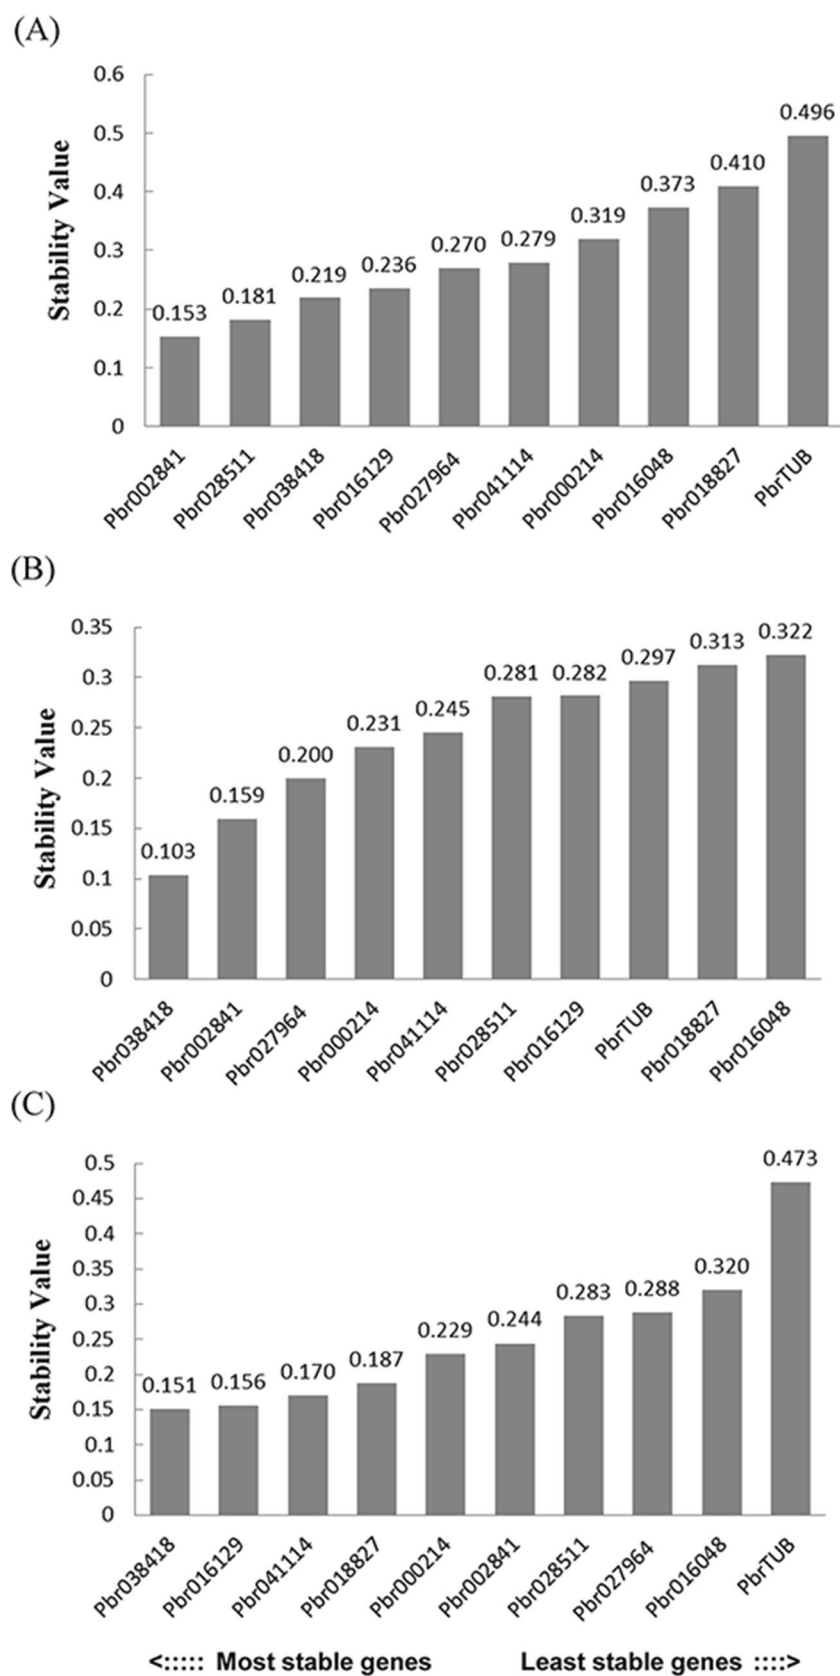 (A)
Stability Value
0.6
0.5
0.4
0.3
0.2
0.1
0
0.153
0.181
0.219
0.236
0.270
0.279
0.319
0.373
0.410
0.496
Pbr002841
Pbr028511
Pbr038418
Pbr016129
Pbr027964
Pbr041114
Pbr000214
Pbr016048
Pbr018827
PbrTUB
(B)
Stability Value
0.35
0.3
0.25
0.2
0.15
0.1
0.05
0
0.103
0.159
0.200
0.231
0.245
0.281
0.282
0.297
0.313
0.322
Pbr038418
Pbr002841
Pbr027964
Pbr000214
Pbr041114
Pbr028511
Pbr016129
PbrTUB
Pbr018827
Pbr016048
(C)
Stability Value
0.5
0.45
0.4
0.35
0.3
0.25
0.2
0.15
0.1
0.05
0
0.151
0.156
0.170
0.187
0.229
0.244
0.283
0.288
0.320
0.473
Pbr038418
Pbr016129
Pbr041114
Pbr018827
Pbr000214
Pbr002841
Pbr028511
Pbr027964
Pbr016048
PbrTUB
<::::: Most stable genes Least stable genes ::::>